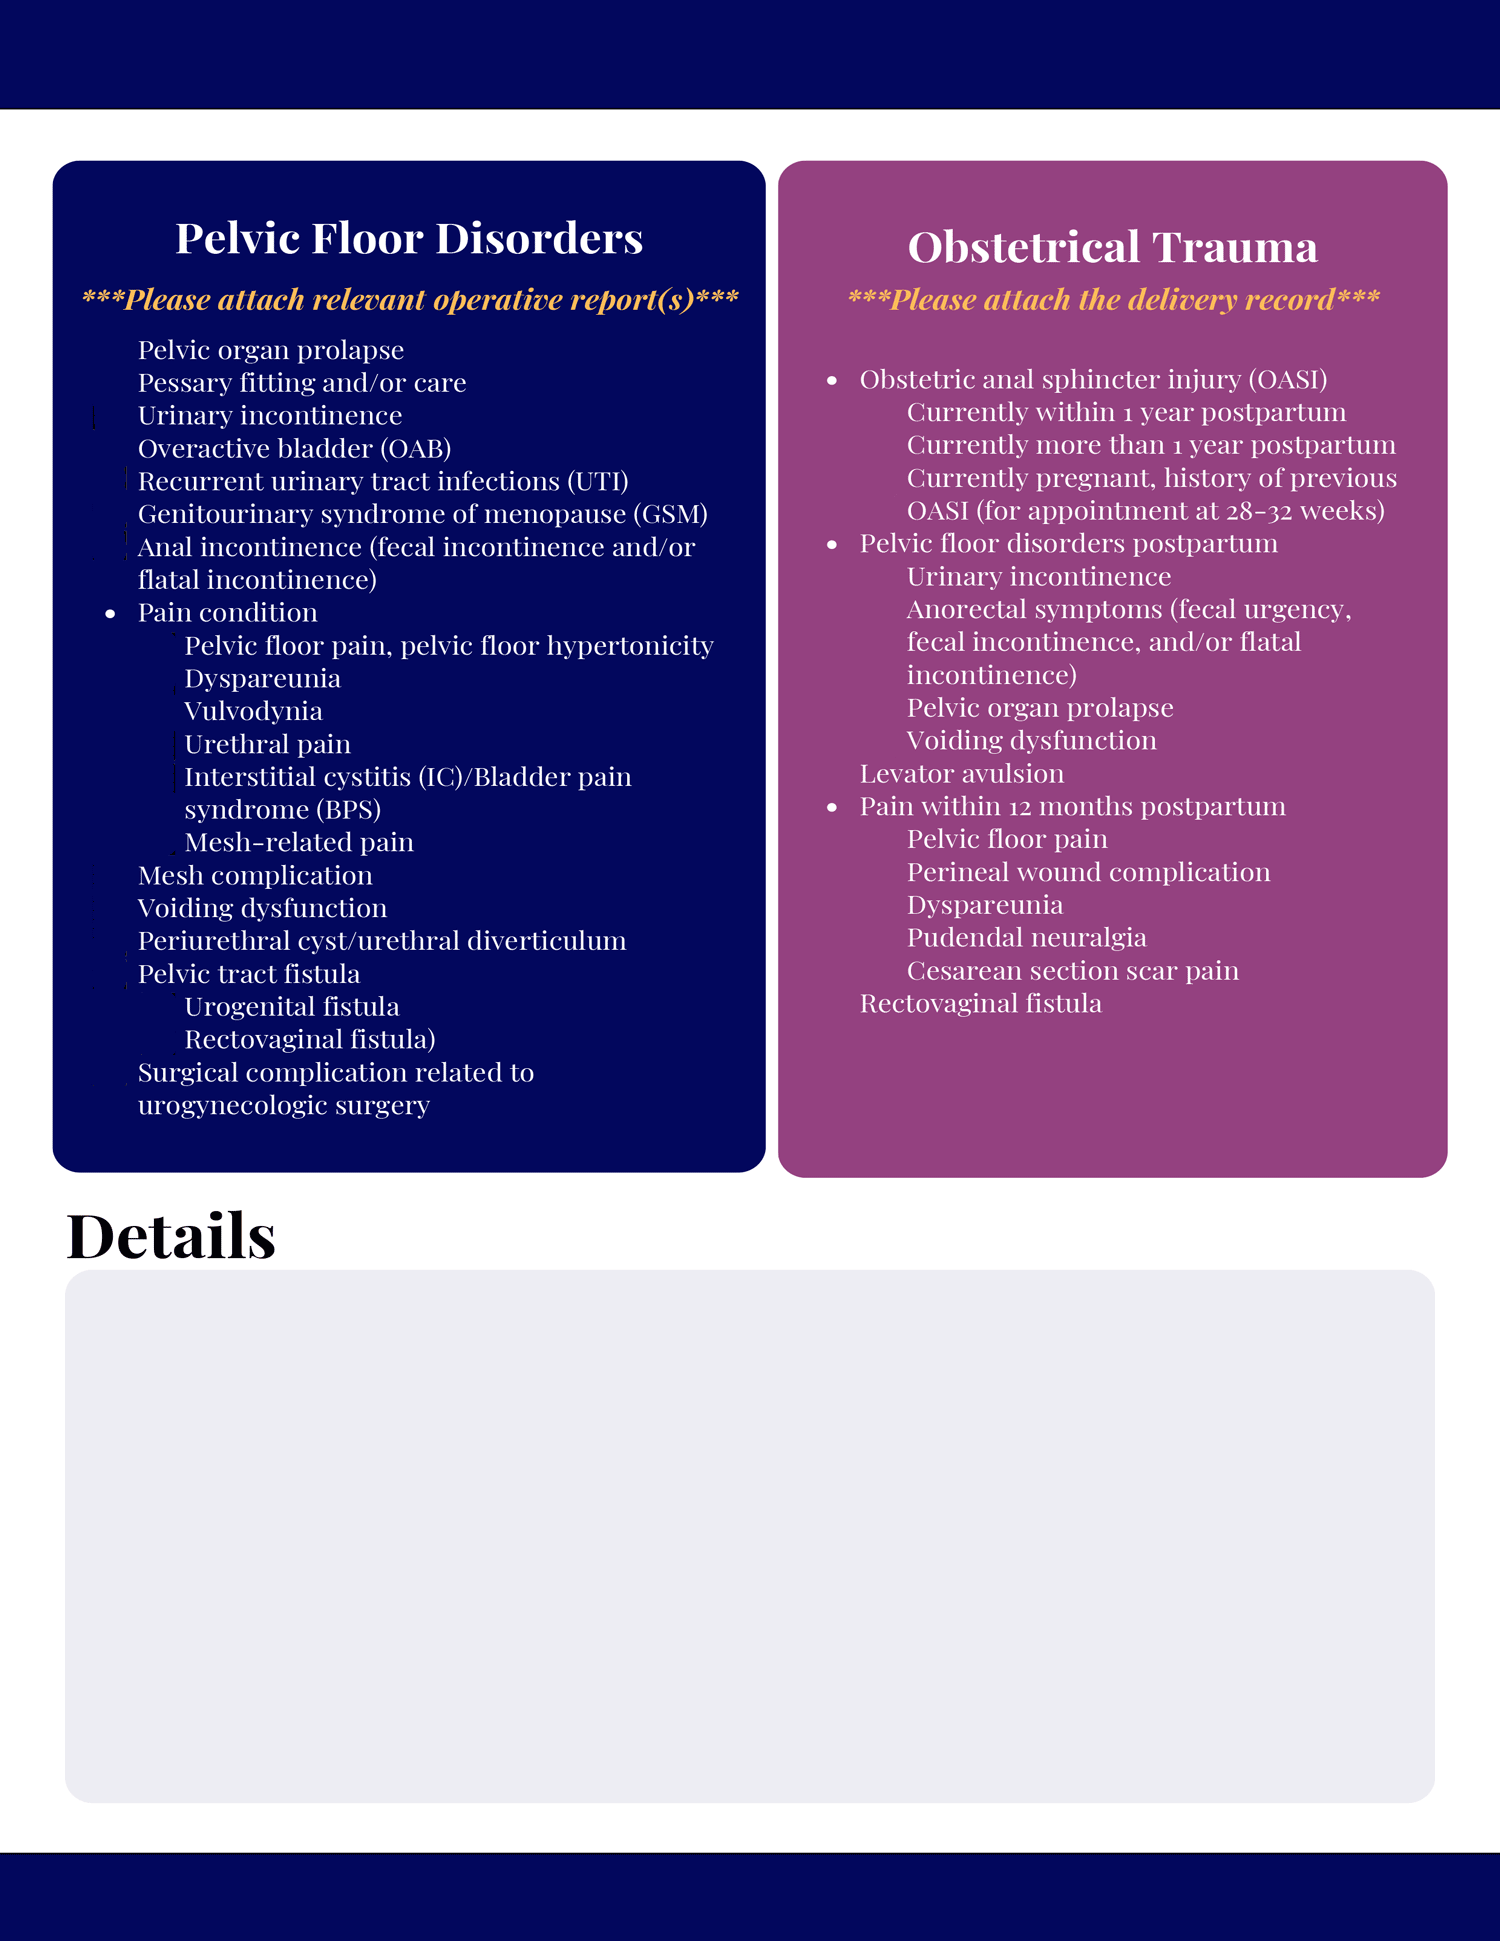 Pelvic Floor Disorders
***Please attach relevant operative report(s)***
Pelvic organ prolapse
Pessary fitting and/or care
Urinary incontinence
Overactive bladder (OAB)
Recurrent urinary tract infections (UTI)
Genitourinary syndrome of menopause (GSM)
Anal incontinence (fecal incontinence and/or
flatal incontinence)
• Pain condition
Pelvic floor pain, pelvic floor hypertonicity
Dyspareunia
Vulvodynia
Urethral pain
Interstitial cystitis (IC)/Bladder pain
syndrome (BPS)
Mesh-related pain
Mesh complication
Voiding dysfunction
Periurethral cyst/urethral diverticulum
Pelvic tract fistula
Urogenital fistula
Rectovaginal fistula)
Surgical complication related to
urogynecologic surgery
Obstetrical Trauma
***Please attach the delivery record***
• Obstetric anal sphincter injury (OASI)
Currently within 1 year postpartum
Currently more than 1 year postpartum
Currently pregnant, history of previous
OASI (for appointment at 28-32 weeks)
• Pelvic floor disorders postpartum
Urinary incontinence
Anorectal symptoms (fecal urgency,
fecal incontinence, and/or flatal
incontinence)
Pelvic organ prolapse
Voiding dysfunction
Levator avulsion
• Pain within 12 months postpartum
Pelvic floor pain
Perineal wound complication
Dyspareunia
Pudendal neuralgia
Cesarean section scar pain
Rectovaginal fistula
Details